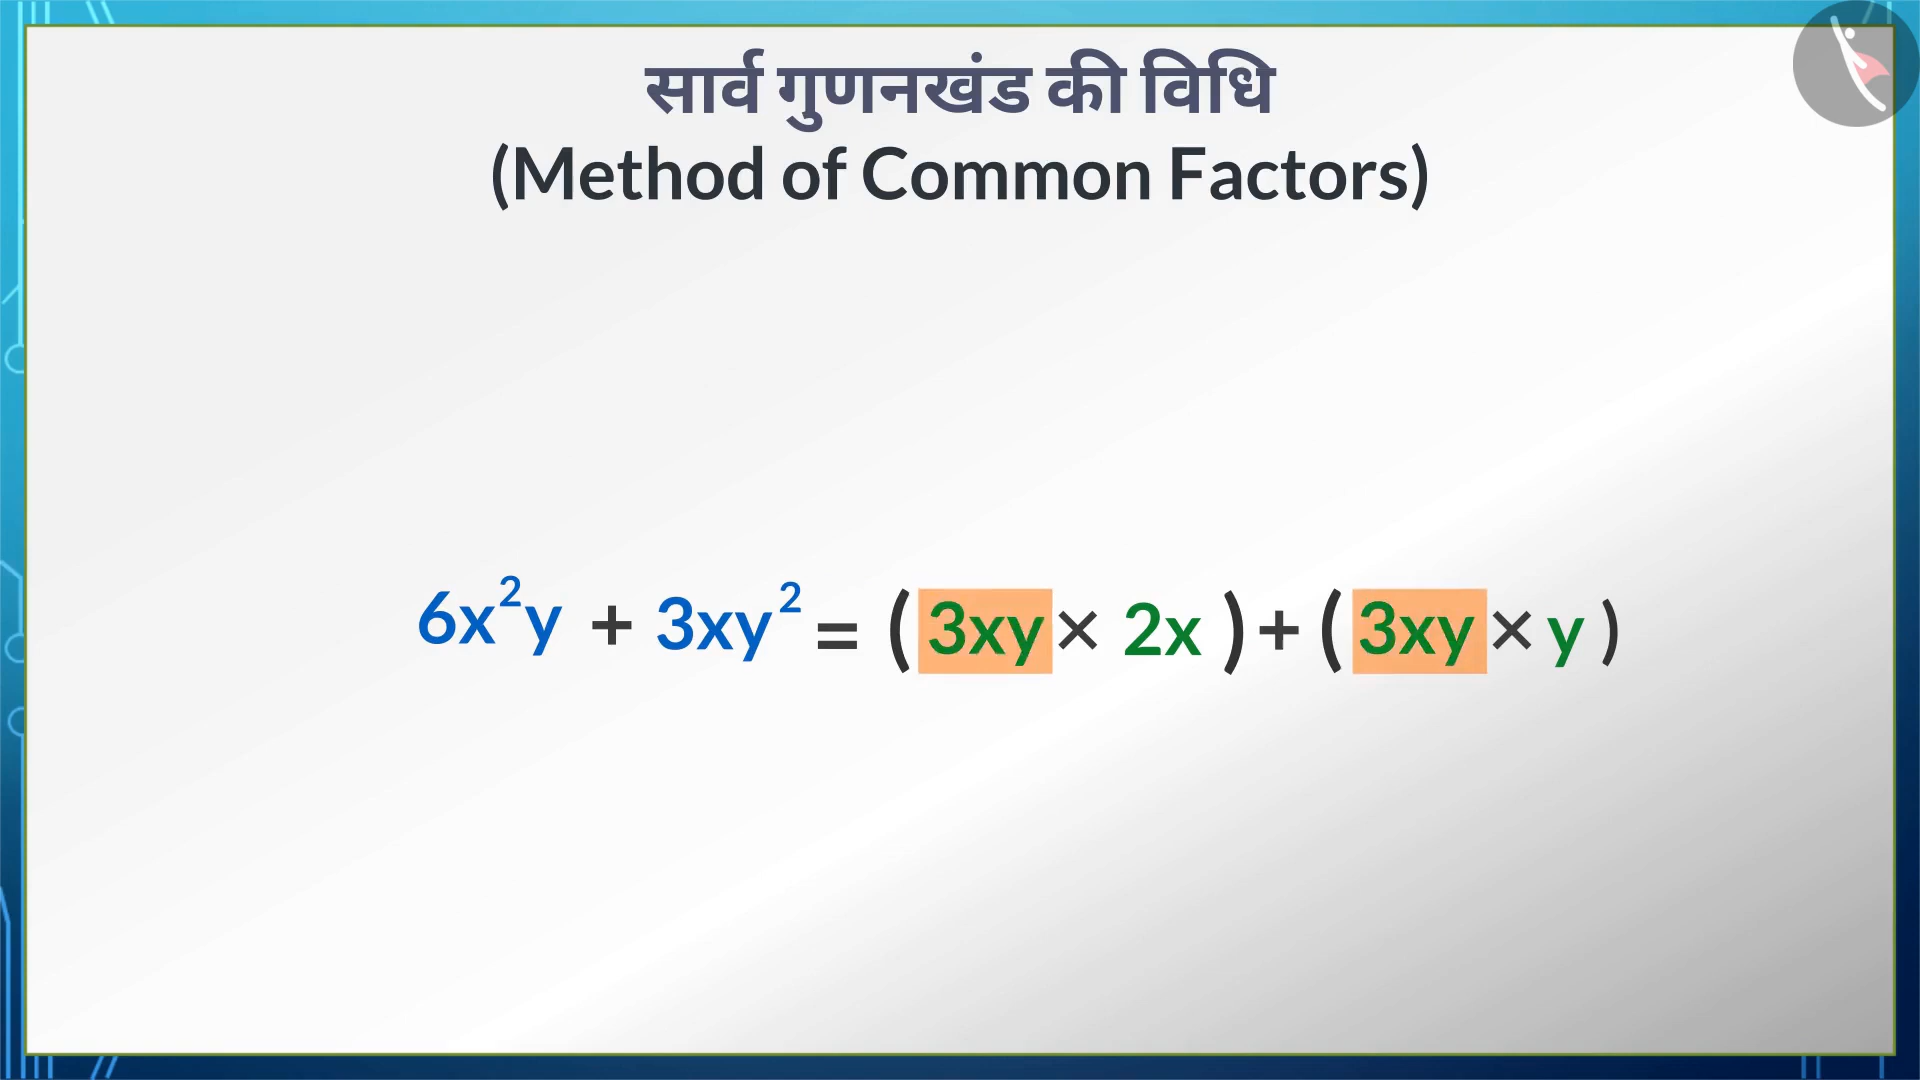 सार्व गुणनखंड की विधि
(Method of Common Factors)
6x²y + 3xy² = ( 3xy × 2x ) + ( 3xy × y )